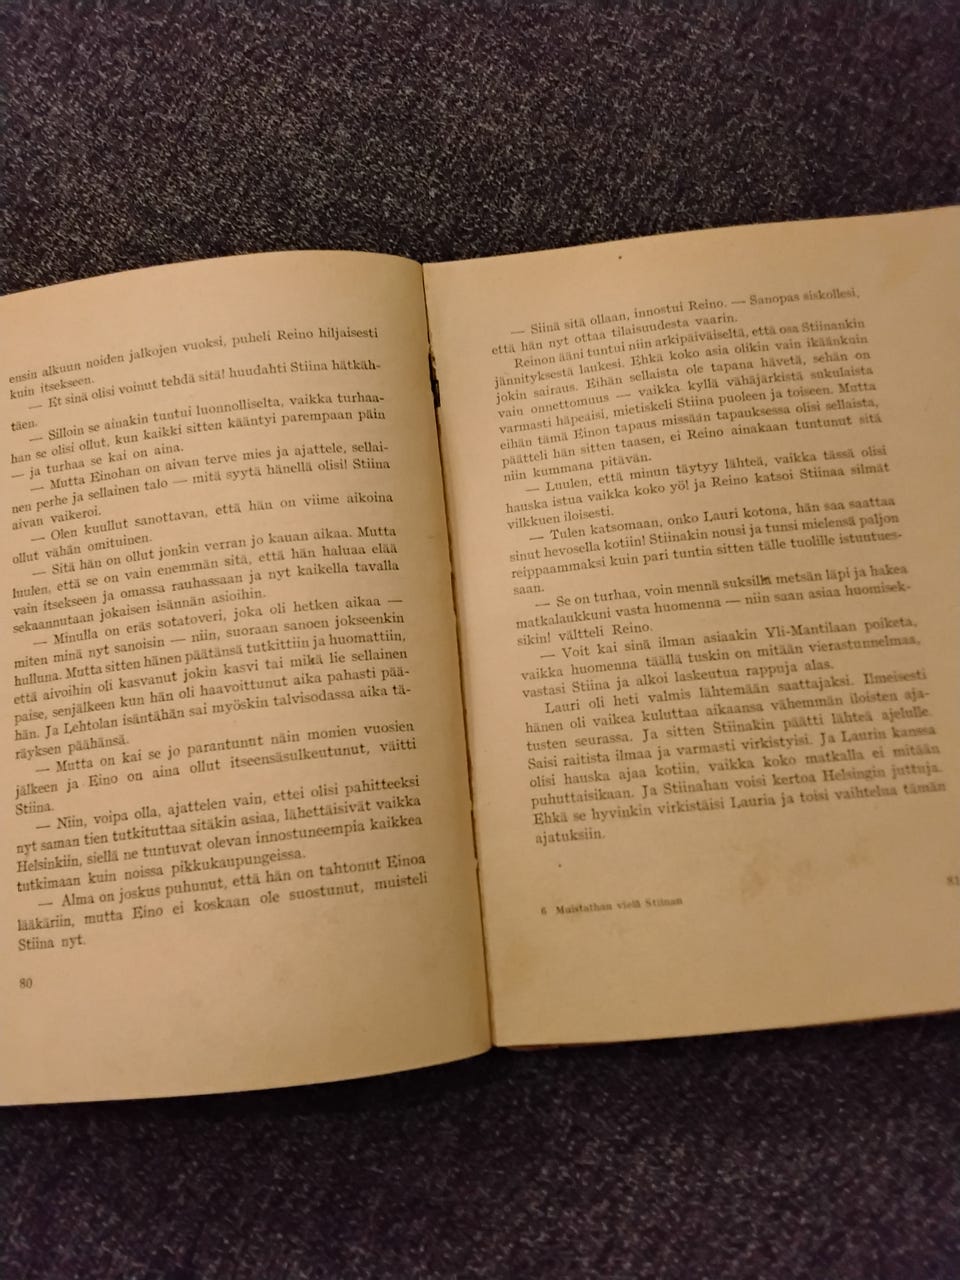 ensin alkuun noiden jalkojen vuoksi, puheli Reino hiljaisesti
kuin itsekseen.
— Et sinä olisi voinut tehdä sitä! huudahti Stiina hätkäh-
täen.
— Silloin se ainakin tuntui luonnolliselta, vaikka turhaa-
han se olisi ollut, kun kaikki sitten kääntyi parempaan päin
— ja turhaa se kai on aina.
— Mutta Einohan on aivan terve mies ja ajattele, sellai-
nen perhe ja sellainen talo — mitä syytä hänellä olisi! Stiina
aivan vaikeroi.
— Olen kuullut sanottavan, että hän on viime aikoina
ollut vähän omituinen.
— Sitä hän on ollut jonkin verran jo kauan aikaa. Mutta
luulen, että se on vain enemmän sitä, että hän haluaa elää
vain itsekseen ja omassa rauhassaan ja nyt kaikella tavalla
sekaannutaan jokaisen isännän asioihin.
— Minulla on eräs sotatoveri, joka oli hetken aikaa —
miten minä nyt sanoisin — niin, suoraan sanoen jokseenkin
hulluna. Mutta sitten hänen päätänsä tutkittiin ja huomattiin,
että aivoihin oli kasvanut jokin kasvi tai mikä lie sellainen
paise, senjälkeen kun hän oli haavoittunut aika pahasti pää-
hän. Ja Lehtolan isäntähän sai myöskin talvisodassa aika tä-
räyksen päähänsä.
— Mutta on kai se jo parantunut näin monien vuosien
jälkeen ja Eino on aina ollut itseensäsulkeutunut, väitti
Stiina.
— Niin, voipa olla, ajattelen vain, ettei olisi pahitteeksi
nyt saman tien tutkituttaa sitäkin asiaa, lähettäisivät vaikka
Helsinkiin, siellä ne tuntuvat olevan innostuneempia kaikkea
tutkimaan kuin noissa pikkukaupungeissa.
— Alma on joskus puhunut, että hän on tahtonut Einoa
lääkäriin, mutta Eino ei koskaan ole suostunut, muisteli
Stiina nyt.
80
— Siinä sitä ollaan, innostui Reino. — Sanopas siskollesi,
että hän nyt ottaa tilaisuudesta vaarin.
Reinon ääni tuntui niin arkipäiväiseltä, että osa Stiinankin
jännityksestä laukesi. Ehkä koko asia olikin vain ikäänkuin
jokin sairaus. Eihän sellaista ole tapana hävetä, sehän on
vain onnettomuus — vaikka kyllä vähäjärkistä sukulaista
varmasti häpeäisi, mietiskeli Stiina puoleen ja toiseen. Mutta
eihän tämä Einon tapaus missään tapauksessa olisi sellaista,
päätteli hän sitten taasen, ei Reino ainakaan tuntunut sitä
niin kummana pitävän.
— Luulen, että minun täytyy lähteä, vaikka tässä olisi
hauska istua vaikka koko yö! ja Reino katsoi Stiinaa silmät
vilkkuen iloisesti.
— Tulen katsomaan, onko Lauri kotona, hän saa saattaa
sinut hevosella kotiin! Stiinakin nousi ja tunsi mielensä paljon
reippaammaksi kuin pari tuntia sitten tälle tuolille istuutues-
saan.
— Se on turhaa, voin mennä suksilla metsän läpi ja hakea
matkalaukkuni vasta huomenna — niin saan asiaa huomisek-
sikin! vältteli Reino.
— Voit kai sinä ilman asiaakin Yli-Mantilaan poiketa,
vaikka huomenna täällä tuskin on mitään vierastunnelmaa,
vastasi Stiina ja alkoi laskeutua rappuja alas.
Lauri oli heti valmis lähtemään saattajaksi. Ilmeisesti
hänen oli vaikea kuluttaa aikaansa vähemmän iloisten aja-
tusten seurassa. Ja sitten Stiinakin päätti lähteä ajelulle.
Saisi raitista ilmaa ja varmasti virkistyisi. Ja Laurin kanssa
olisi hauska ajaa kotiin, vaikka koko matkalla ei mitään
puhuttaisikaan. Ja Stiinahan voisi kertoa Helsingin juttuja.
Ehkä se hyvinkin virkistäisi Lauria ja toisi vaihtelua tämän
ajatuksiin.
6 Muistathan vielä Stiinan
81